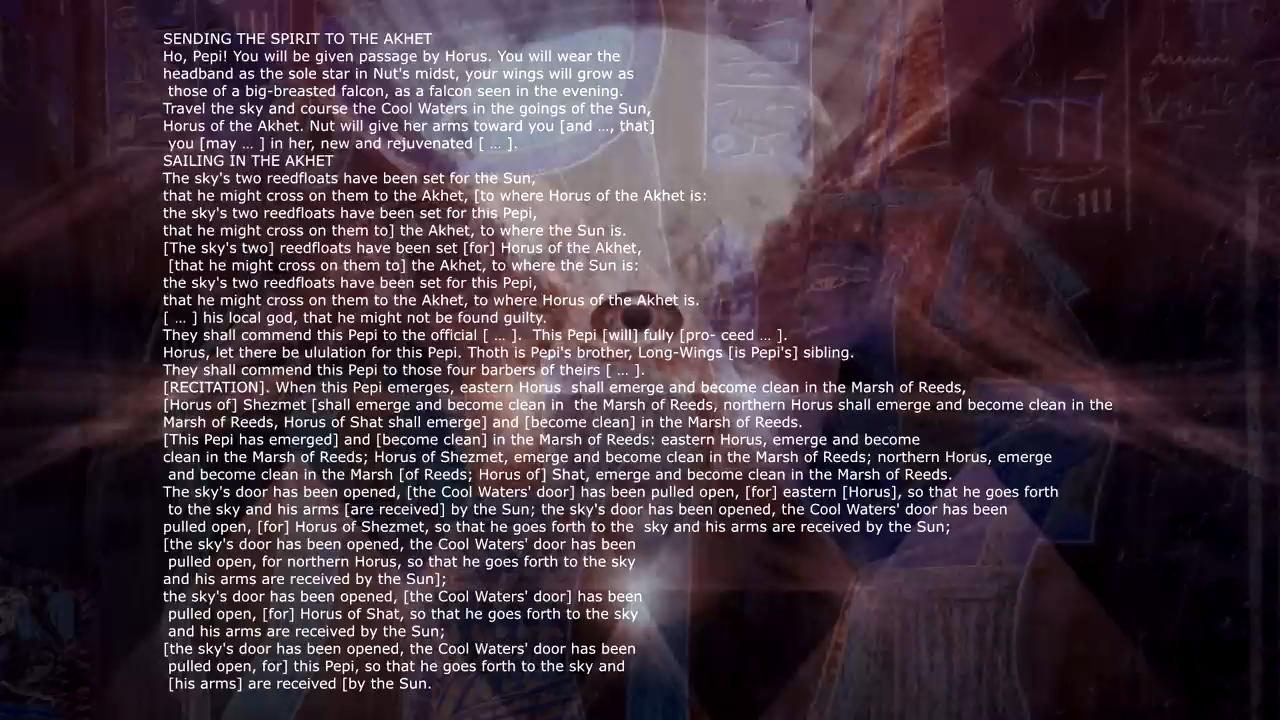 SENDING THE SPIRIT TO THE AKHET
Ho, Pepi! You will be given passage by Horus. You will wear the
headband as the sole star in Nut's midst, your wings will grow as
those of a big-breasted falcon, as a falcon seen in the evening.
Travel the sky and course the Cool Waters in the goings of the Sun,
Horus of the Akhet. Nut will give her arms toward you [and ..., that]
you [may ... ] in her, new and rejuvenated [ ... ].
SAILING IN THE AKHET
The sky's two reedfloats have been set for the Sun,
that he might cross on them to the Akhet, [to where Horus of the Akhet is:
the sky's two reedfloats have been set for this Pepi,
that he might cross on them to] the Akhet, to where the Sun is.
[The sky's two] reedfloats have been set [for] Horus of the Akhet,
[that he might cross on them to] the Akhet, to where the Sun is:
the sky's two reedfloats have been set for this Pepi,
that he might cross on them to the Akhet, to where Horus of the Akhet is.
[ ... ] his local god, that he might not be found guilty.
They shall commend this Pepi to the official [ ... ]. This Pepi [will] fully [pro- ceed ... ].
Horus, let there be ululation for this Pepi. Thoth is Pepi's brother, Long-Wings [is Pepi's] sibling.
They shall commend this Pepi to those four barbers of theirs [ ... ].
[RECITATION]. When this Pepi emerges, eastern Horus shall emerge and become clean in the Marsh of Reeds,
[Horus of] Shezmet [shall emerge and become clean in the Marsh of Reeds, northern Horus shall emerge and become clean in the
Marsh of Reeds, Horus of Shat shall emerge] and [become clean] in the Marsh of Reeds.
[This Pepi has emerged] and [become clean] in the Marsh of Reeds: eastern Horus, emerge and become
clean in the Marsh of Reeds; Horus of Shezmet, emerge and become clean in the Marsh of Reeds; northern Horus, emerge
and become clean in the Marsh [of Reeds; Horus of] Shat, emerge and become clean in the Marsh of Reeds.
The sky's door has been opened, [the Cool Waters' door] has been pulled open, [for] eastern [Horus], so that he goes forth
to the sky and his arms [are received] by the Sun; the sky's door has been opened, the Cool Waters' door has been
pulled open, [for] Horus of Shezmet, so that he goes forth to the sky and his arms are received by the Sun;
[the sky's door has been opened, the Cool Waters' door has been
pulled open, for northern Horus, so that he goes forth to the sky
and his arms are received by the Sun];
the sky's door has been opened, [the Cool Waters' door] has been
pulled open, [for] Horus of Shat, so that he goes forth to the sky
and his arms are received by the Sun;
[the sky's door has been opened, the Cool Waters' door has been
pulled open, for] this Pepi, so that he goes forth to the sky and
[his arms] are received [by the Sun.